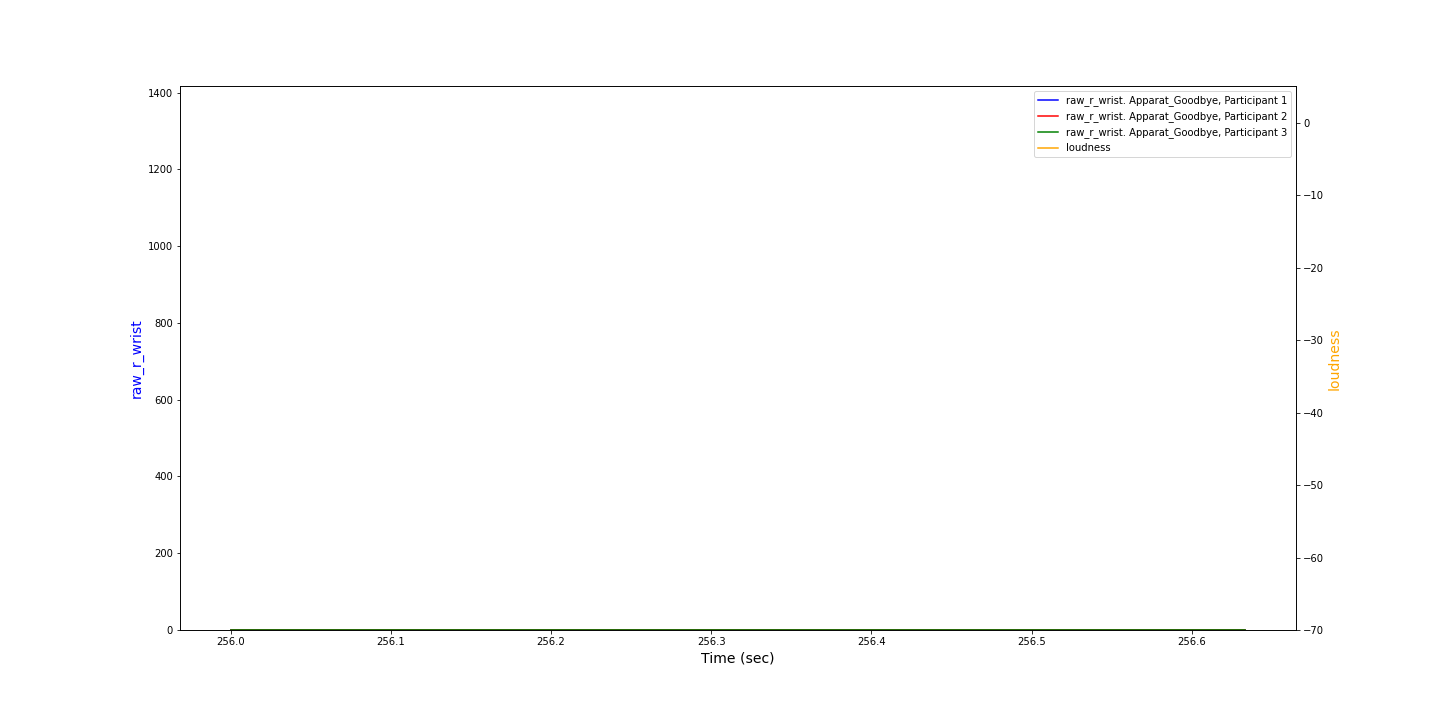 raw_r_wrist. Apparat_Goodbye, Participant 1
raw_r_wrist. Apparat_Goodbye, Participant 2
raw_r_wrist. Apparat_Goodbye, Participant 3
loudness
1400
1200
1000
800
600
400
200
0
raw_r_wrist
0
−10
−20
−30
−40
−50
−60
−70
loudness
256.0 256.1 256.2 256.3 256.4 256.5 256.6
Time (sec)